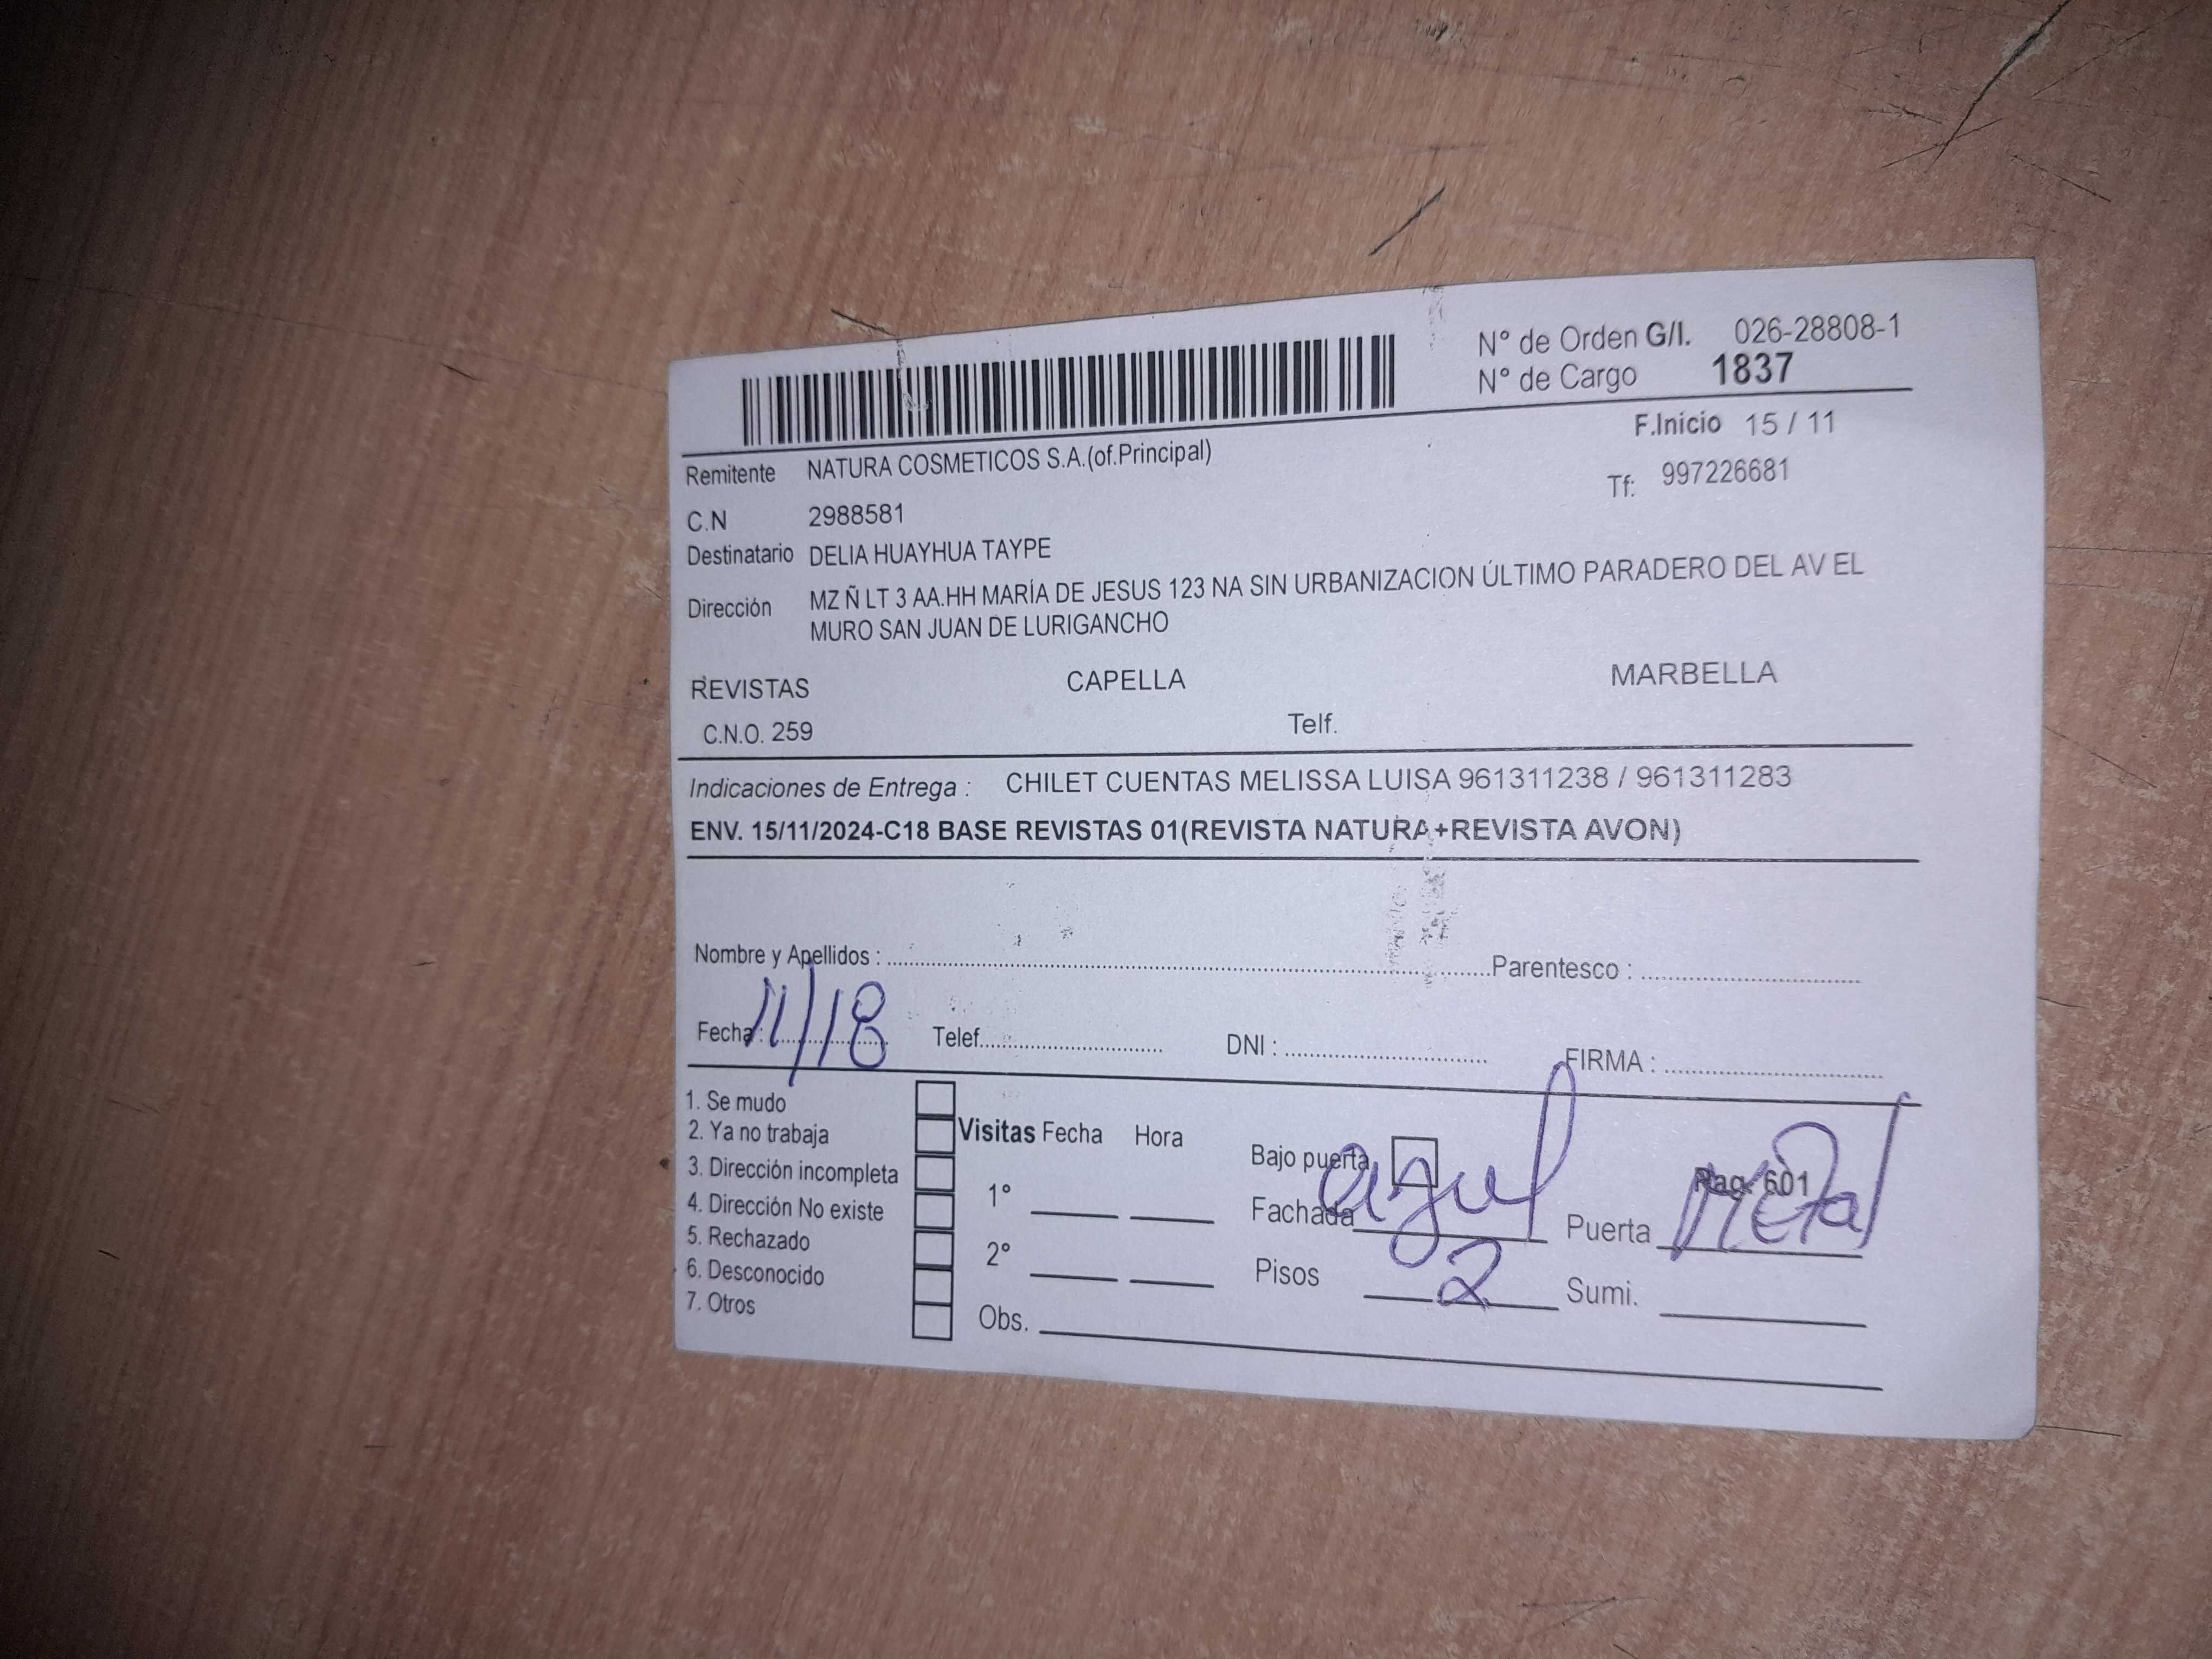 N° de Orden G/I. 026-28808-1
N° de Cargo 1837
F.Inicio 15 / 11
Remitente NATURA COSMETICOS S.A.(of.Principal)
Tf: 997226681
C.N 2988581
Destinatario DELIA HUAYHUA TAYPE
Dirección MZ Ñ LT 3 AA.HH MARÍA DE JESUS 123 NA SIN URBANIZACION ÚLTIMO PARADERO DEL AV EL
MURO SAN JUAN DE LURIGANCHO
REVISTAS CAPELLA MARBELLA
C.N.O. 259 Telf.
Indicaciones de Entrega : CHILET CUENTAS MELISSA LUISA 961311238 / 961311283
ENV. 15/11/2024-C18 BASE REVISTAS 01(REVISTA NATURA+REVISTA AVON)
Nombre y Apellidos : Parentesco :
Fecha: 11/18 Telef. DNI : FIRMA :
1. Se mudo
2. Ya no trabaja
3. Dirección incompleta
4. Dirección No existe
5. Rechazado
6. Desconocido
7. Otros
Visitas Fecha Hora
1°
2°
Obs.
Bajo puerta
Raq. 601
Fachada azul Puerta Metal
Pisos 2 Sumi.